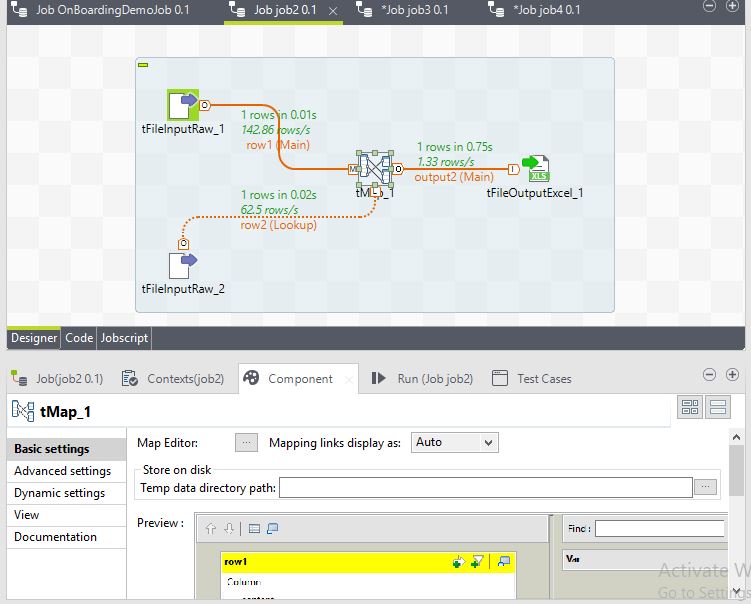 Job OnBoardingDemoJob 0.1 Job job2 0.1 *Job job3 0.1 *Job job4 0.1
tFileInputRaw_1
O
1 rows in 0.01s
142.86 rows/s
row1 (Main)
M
tMap_1
O
L
1 rows in 0.75s
1.33 rows/s
output2 (Main)
I
XLS
tFileOutputExcel_1
1 rows in 0.02s
62.5 rows/s
row2 (Lookup)
O
tFileInputRaw_2
Designer Code Jobscript
Job(job2 0.1) Contexts(job2) Component Run (Job job2) Test Cases
tMap_1
Basic settings
Advanced settings
Dynamic settings
View
Documentation
Map Editor: ... Mapping links display as: Auto
Store on disk
Temp data directory path: ...
Preview :
Find:
row1
Var
Column
content
Activate W
Go to Settings